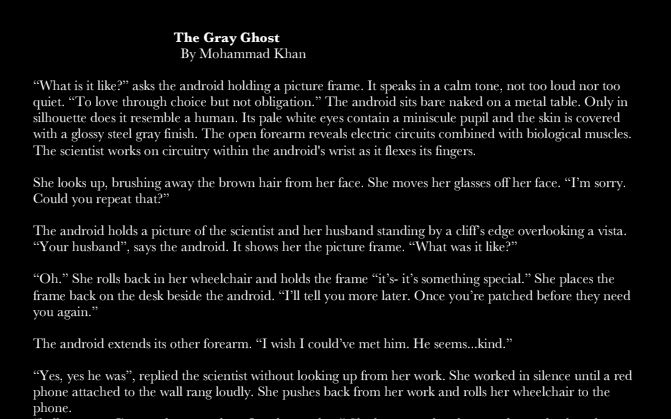 The Gray Ghost
By Mohammad Khan
“What is it like?” asks the android holding a picture frame. It speaks in a calm tone, not too loud nor too
quiet. “To love through choice but not obligation.” The android sits bare naked on a metal table. Only in
silhouette does it resemble a human. Its pale white eyes contain a miniscule pupil and the skin is covered
with a glossy steel gray finish. The open forearm reveals electric circuits combined with biological muscles.
The scientist works on circuitry within the android's wrist as it flexes its fingers.
She looks up, brushing away the brown hair from her face. She moves her glasses off her face. “I’m sorry.
Could you repeat that?”
The android holds a picture of the scientist and her husband standing by a cliff’s edge overlooking a vista.
“Your husband”, says the android. It shows her the picture frame. “What was it like?”
“Oh.” She rolls back in her wheelchair and holds the frame “it’s- it’s something special.” She places the
frame back on the desk beside the android. “I’ll tell you more later. Once you’re patched before they need
you again.”
The android extends its other forearm. “I wish I could’ve met him. He seems...kind.”
“Yes, yes he was”, replied the scientist without looking up from her work. She worked in silence until a red
phone attached to the wall rang loudly. She pushes back from her work and rolls her wheelchair to the
phone.